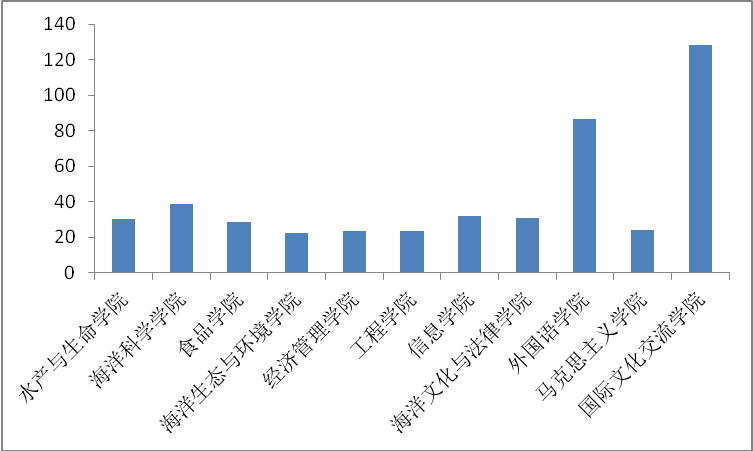 140
120
100
80
60
40
20
0
水产与生命学院
海洋科学学院
食品学院
海洋生态与环境学院
经济管理学院
工程学院
信息学院
海洋文化与法律学院
外国语学院
马克思主义学院
国际文化交流学院